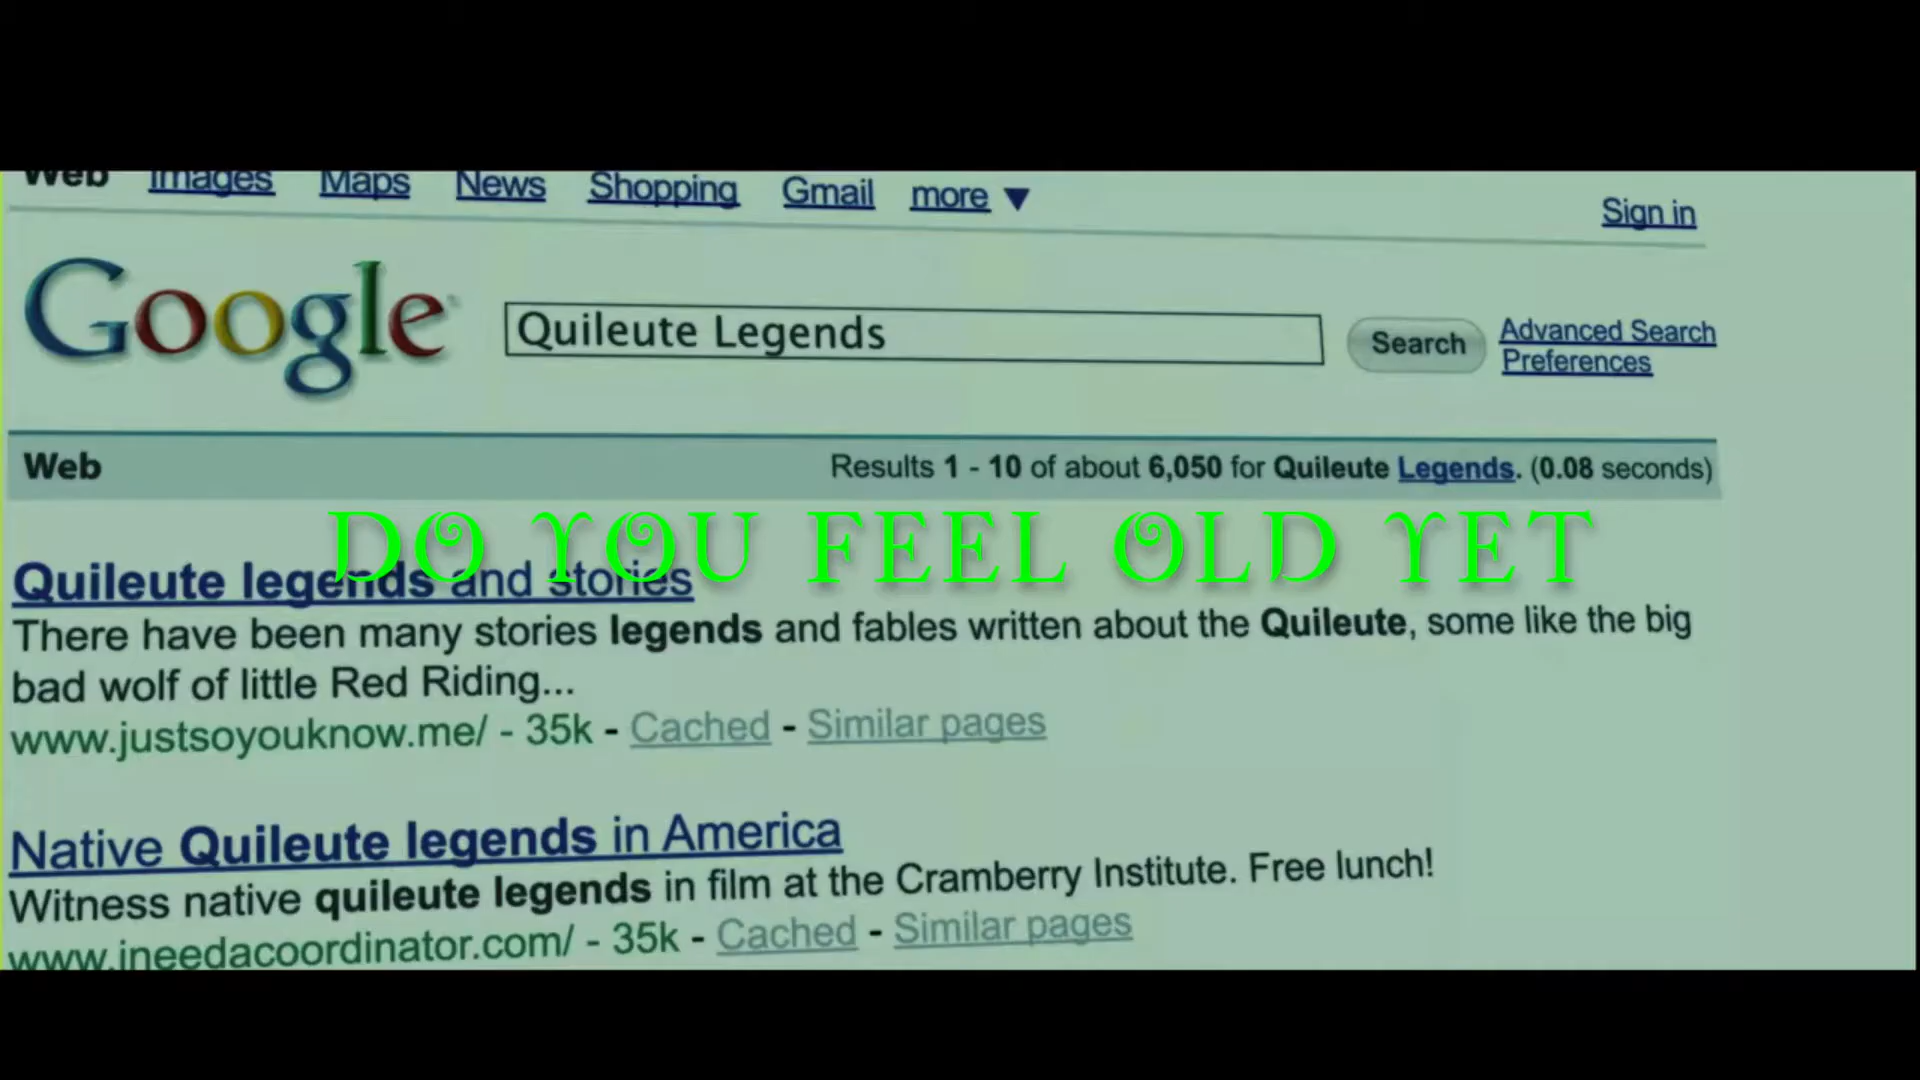 Web Images Maps News Shopping Gmail more ▼
Sign in
Google
Quileute Legends
Search
Advanced Search
Preferences
Web
Results 1 - 10 of about 6,050 for Quileute Legends. (0.08 seconds)
DO YOU FEEL OLD YET
Quileute legends and stories
There have been many stories legends and fables written about the Quileute, some like the big
bad wolf of little Red Riding...
www.justsoyouknow.me/ - 35k - Cached - Similar pages
Native Quileute legends in America
Witness native quileute legends in film at the Cramberry Institute. Free lunch!
www.ineedacoordinator.com/ - 35k - Cached - Similar pages